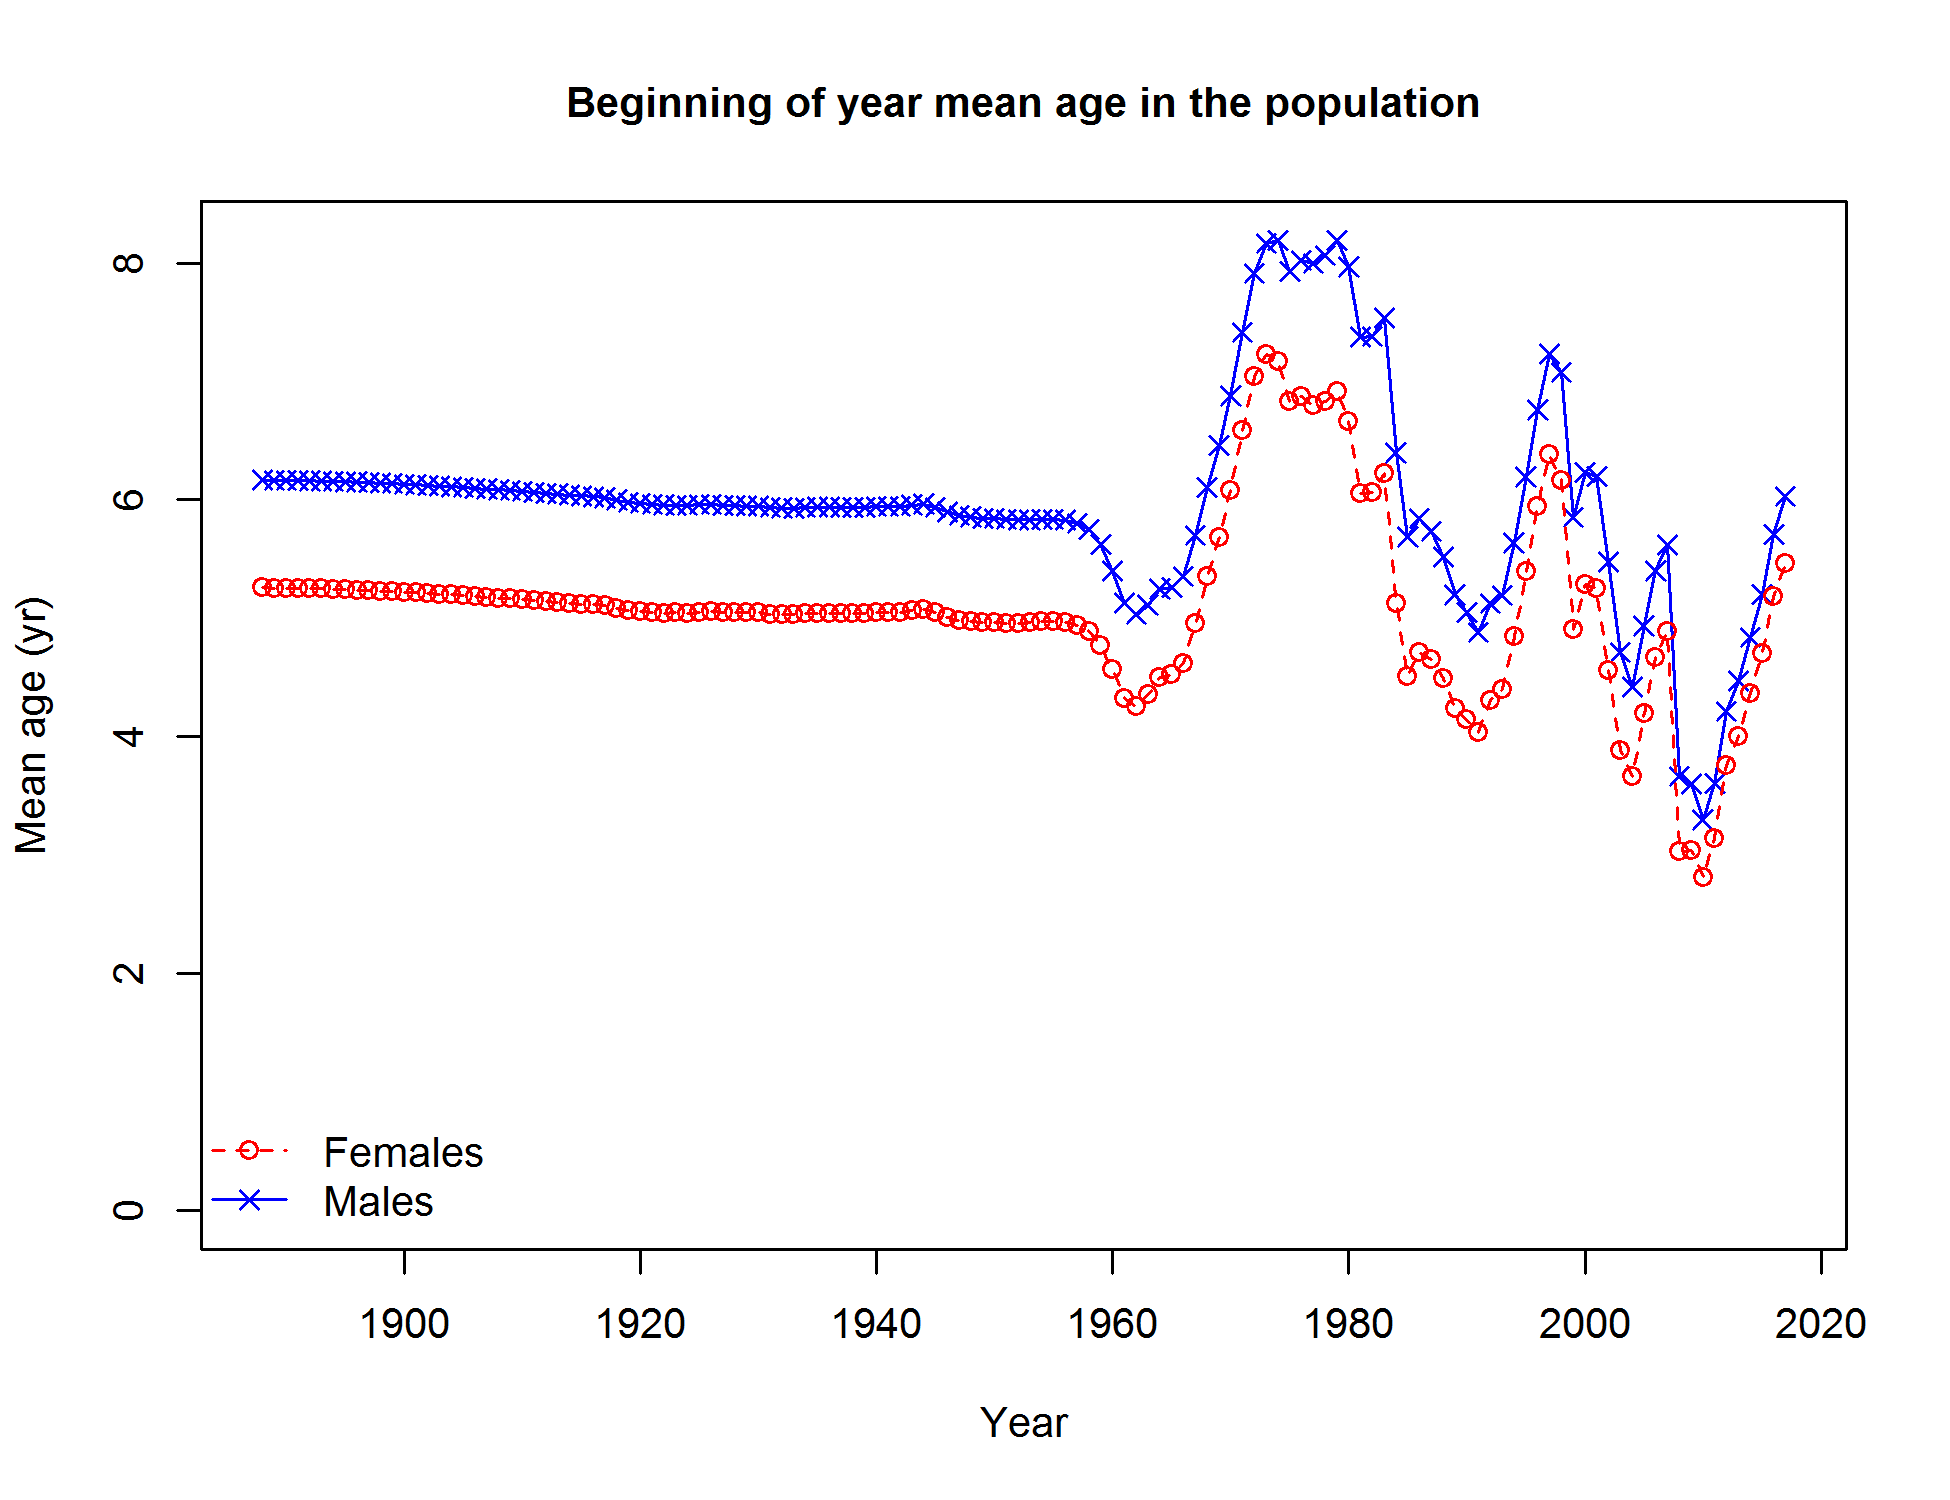 Beginning of year mean age in the population
Mean age (yr)
8
6
4
2
0
Females
Males
1900 1920 1940 1960 1980 2000 2020
Year